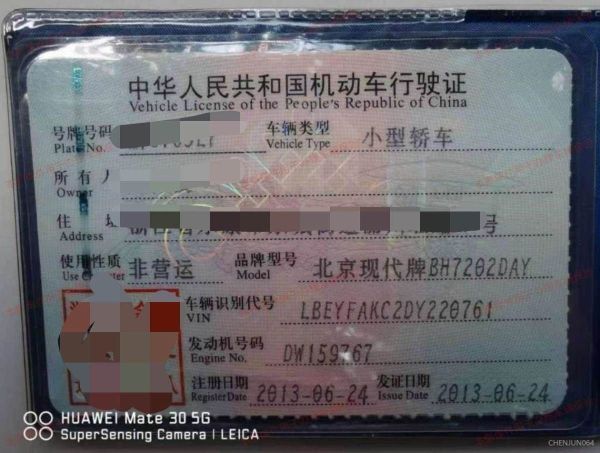 中华人民共和国机动车行驶证
Vehicle License of the People's Republic of China
号牌号码 车辆类型 小型轿车
Plate No. Vehicle Type
所有人
Owner
住 址 号
Address
使用性质 非营运 品牌型号 北京现代牌BH7202DAY
Use Character Model
车辆识别代号 LBEYFAKC2DY220761
VIN
发动机号码 DW159767
Engine No.
注册日期 2013-06-24 发证日期 2013-06-24
Register Date Issue Date
HUAWEI Mate 30 5G
SuperSensing Camera | LEICA
CHENJUN064